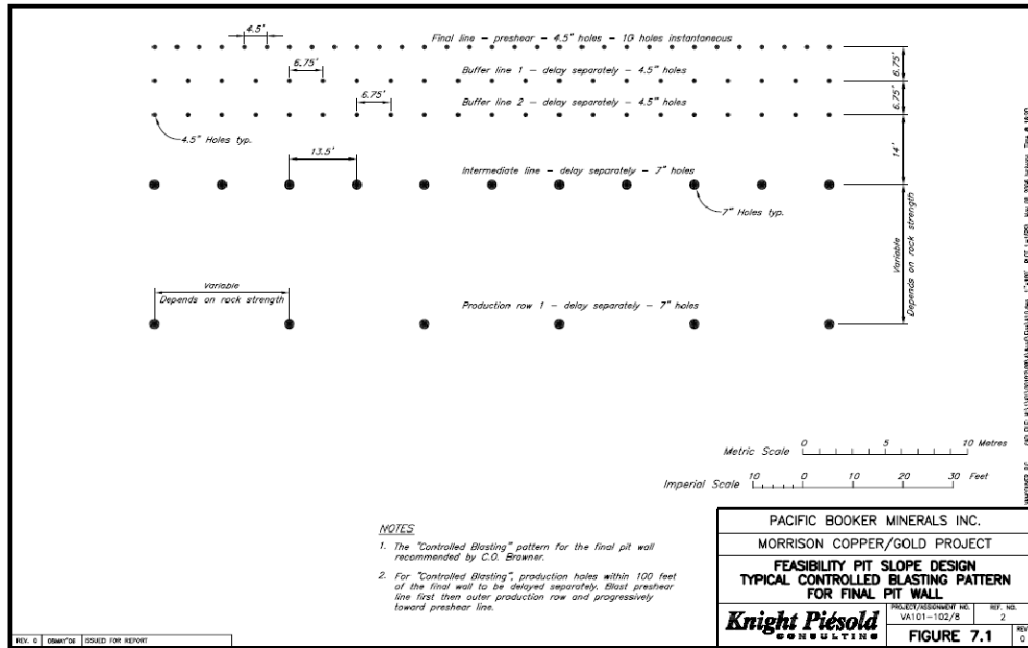 4.5'
Final line - preshear - 4.5" holes - 10 holes instantaneous
6.75'
Buffer line 1 - delay separately - 4.5" holes
6.75'
6.75'
Buffer line 2 - delay separately - 4.5" holes
6.75'
4.5" Holes typ.
13.5'
14'
Intermediate line - delay separately - 7" holes
7" Holes typ.
Variable
Depends on rock strength
Variable
Depends on rock strength
Production row 1 - delay separately - 7" holes
Metric Scale 0 5 10 Metres
Imperial Scale 10 0 10 20 30 Feet
NOTES
1. The "Controlled Blasting" pattern for the final pit wall
recommended by C.O. Brawner.
2. For "Controlled Blasting", production holes within 100 feet
of the final wall to be delayed separately. Blast preshear
line first then outer production row and progressively
toward preshear line.
PACIFIC BOOKER MINERALS INC.
MORRISON COPPER/GOLD PROJECT
FEASIBILITY PIT SLOPE DESIGN
TYPICAL CONTROLLED BLASTING PATTERN
FOR FINAL PIT WALL
Knight Piésold
CONSULTING
PROJECT/ASSIGNMENT NO.
VA101-102/8
REF. NO.
2
FIGURE 7.1
REV.
0
REV. 0 08MAY'06 ISSUED FOR REPORT